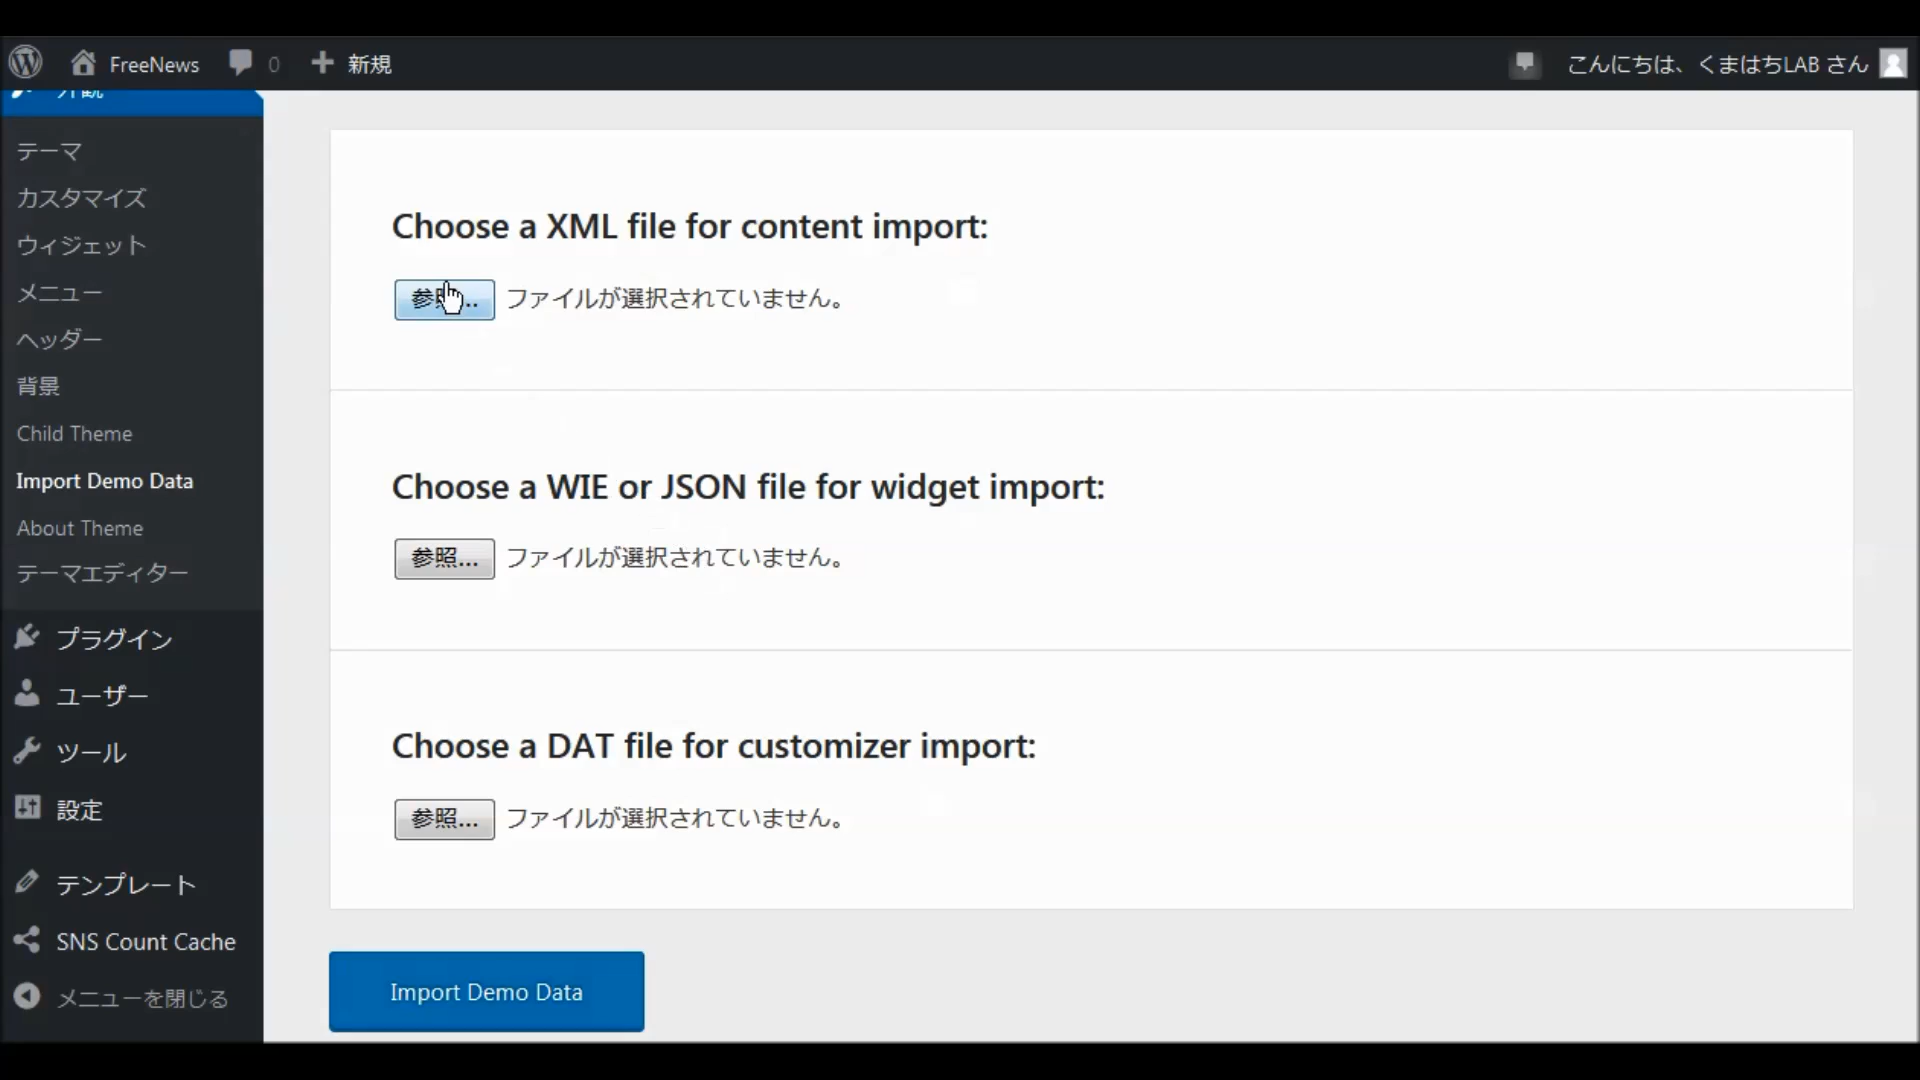 FreeNews
0
新規
こんにちは、くまはちLAB さん
外観
テーマ
カスタマイズ
ウィジェット
メニュー
ヘッダー
背景
Child Theme
Import Demo Data
About Theme
テーマエディター
プラグイン
ユーザー
ツール
設定
テンプレート
SNS Count Cache
メニューを閉じる
Choose a XML file for content import:
参照... ファイルが選択されていません。
Choose a WIE or JSON file for widget import:
参照... ファイルが選択されていません。
Choose a DAT file for customizer import:
参照... ファイルが選択されていません。
Import Demo Data